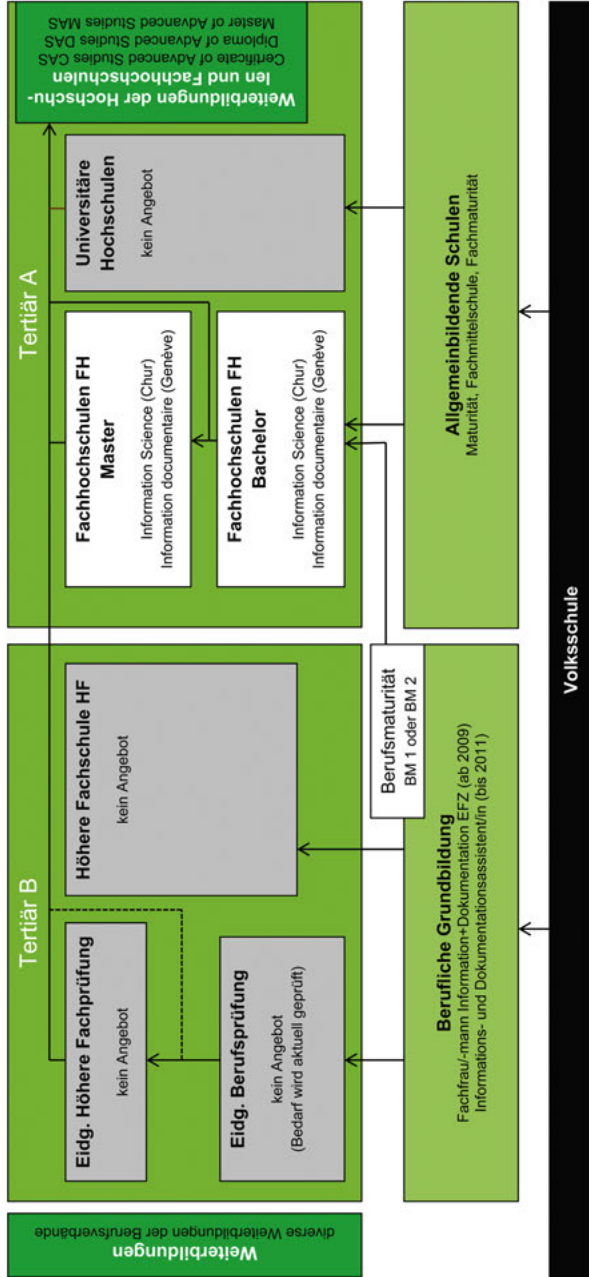 Weiterbildungen
diverse Weiterbildungen der Berufsverbände
Tertiär B
Eidg. Höhere Fachprüfung
kein Angebot
Eidg. Berufsprüfung
kein Angebot
(Bedarf wird aktuell geprüft)
Höhere Fachschule HF
kein Angebot
Tertiär A
Fachhochschulen FH
Master
Information Science (Chur)
Information documentaire (Genève)
Fachhochschulen FH
Bachelor
Information Science (Chur)
Information documentaire (Genève)
Universitäre
Hochschulen
kein Angebot
Weiterbildungen der Hochschu-
len und Fachhochschulen
Certificate of Advanced Studies CAS
Diploma of Advanced Studies DAS
Master of Advanced Studies MAS
Berufsmaturität
BM 1 oder BM 2
Berufliche Grundbildung
Fachfrau/-mann Information+Dokumentation EFZ (ab 2009)
Informations- und Dokumentationsassistent/in (bis 2011)
Allgemeinbildende Schulen
Maturität, Fachmittelschule, Fachmaturität
Volksschule